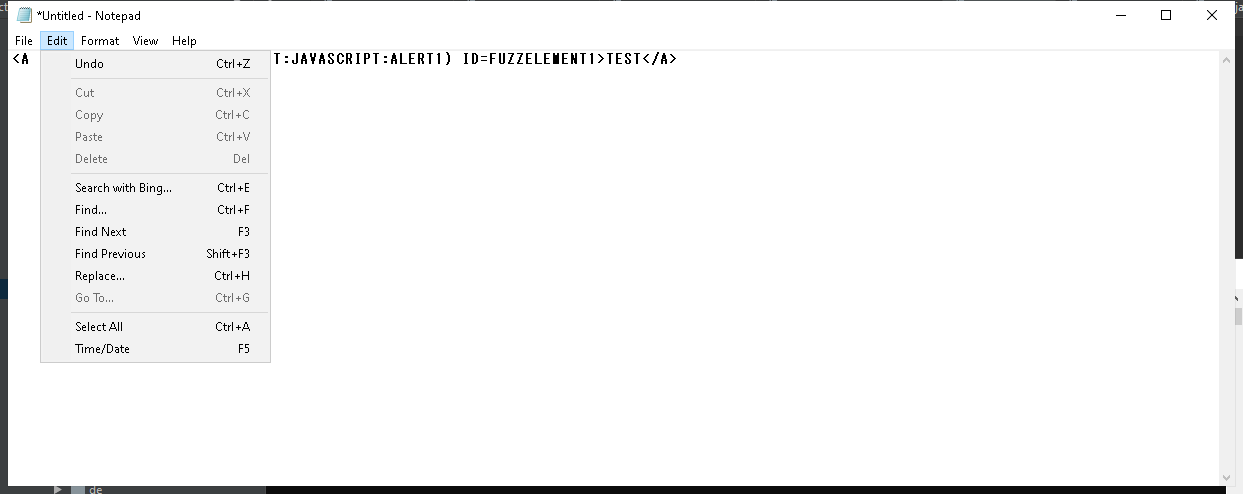 *Untitled - Notepad
File Edit Format View Help
<A T:JAVASCRIPT:ALERT1) ID=FUZZELEMENT1>TEST</A>
Undo Ctrl+Z
Cut Ctrl+X
Copy Ctrl+C
Paste Ctrl+V
Delete Del
Search with Bing... Ctrl+E
Find... Ctrl+F
Find Next F3
Find Previous Shift+F3
Replace... Ctrl+H
Go To... Ctrl+G
Select All Ctrl+A
Time/Date F5
de